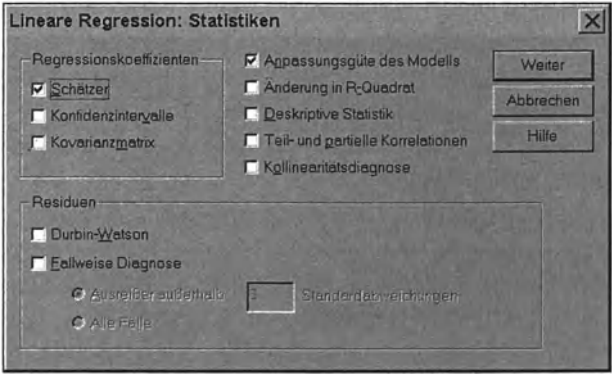 Lineare Regression: Statistiken
Regressionskoeffizienten
Schätzer
Konfidenzintervalle
Kovarianzmatrix
Anpassungsgüte des Modells
Änderung in R-Quadrat
Deskriptive Statistik
Teil- und partielle Korrelationen
Kollinearitätsdiagnose
Weiter
Abbrechen
Hilfe
Residuen
Durbin-Watson
Fallweise Diagnose
Ausreißer außerhalb 3 Standardabweichungen
Alle Fälle